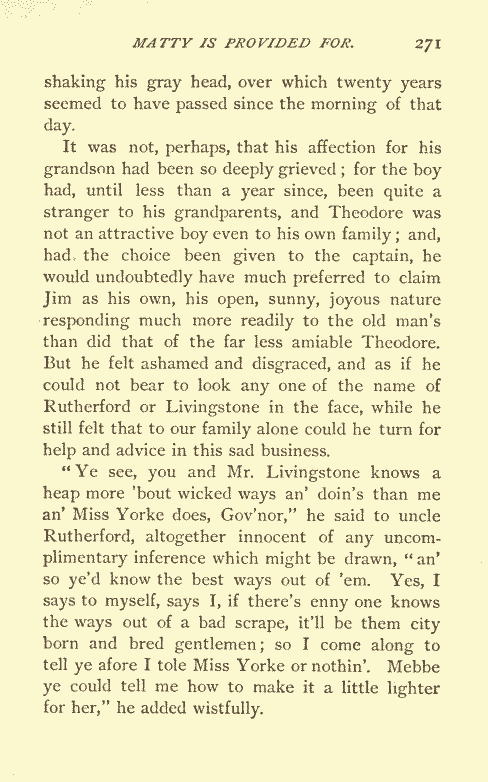 MATTY IS PROVIDED FOR. 271
shaking his gray head, over which twenty years
seemed to have passed since the morning of that
day.
It was not, perhaps, that his affection for his
grandson had been so deeply grieved ; for the boy
had, until less than a year since, been quite a
stranger to his grandparents, and Theodore was
not an attractive boy even to his own family ; and,
had the choice been given to the captain, he
would undoubtedly have much preferred to claim
Jim as his own, his open, sunny, joyous nature
responding much more readily to the old man's
than did that of the far less amiable Theodore.
But he felt ashamed and disgraced, and as if he
could not bear to look any one of the name of
Rutherford or Livingstone in the face, while he
still felt that to our family alone could he turn for
help and advice in this sad business.
"Ye see, you and Mr. Livingstone knows a
heap more 'bout wicked ways an' doin's than me
an' Miss Yorke does, Gov'nor," he said to uncle
Rutherford, altogether innocent of any uncom-
plimentary inference which might be drawn, "an'
so ye'd know the best ways out of 'em. Yes, I
says to myself, says I, if there's enny one knows
the ways out of a bad scrape, it'll be them city
born and bred gentlemen; so I come along to
tell ye afore I tole Miss Yorke or nothin'. Mebbe
ye could tell me how to make it a little lighter
for her," he added wistfully.